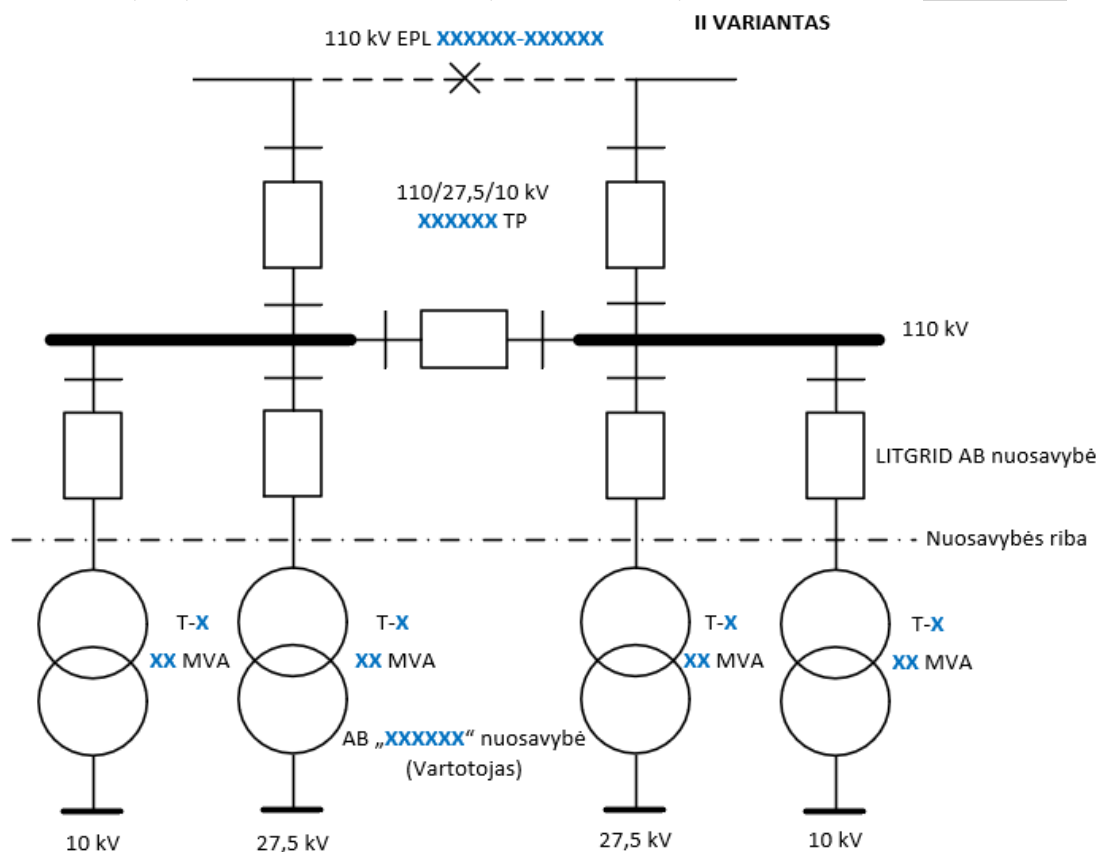 II VARIANTAS
110 kV EPL XXXXXX-XXXXXX
110/27,5/10 kV
XXXXXX TP
110 kV
LITGRID AB nuosavybė
Nuosavybės riba
T-X
XX MVA
T-X
XX MVA
T-X
XX MVA
T-X
XX MVA
AB „XXXXXX“ nuosavybė
(Vartotojas)
10 kV
27,5 kV
27,5 kV
10 kV